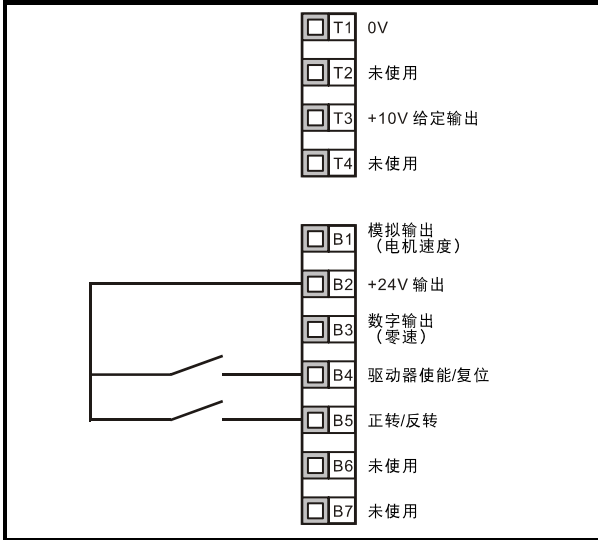 T1 0V
T2 未使用
T3 +10V 给定输出
T4 未使用
B1 模拟输出
（电机速度）
B2 +24V 输出
B3 数字输出
（零速）
B4 驱动器使能/复位
B5 正转/反转
B6 未使用
B7 未使用